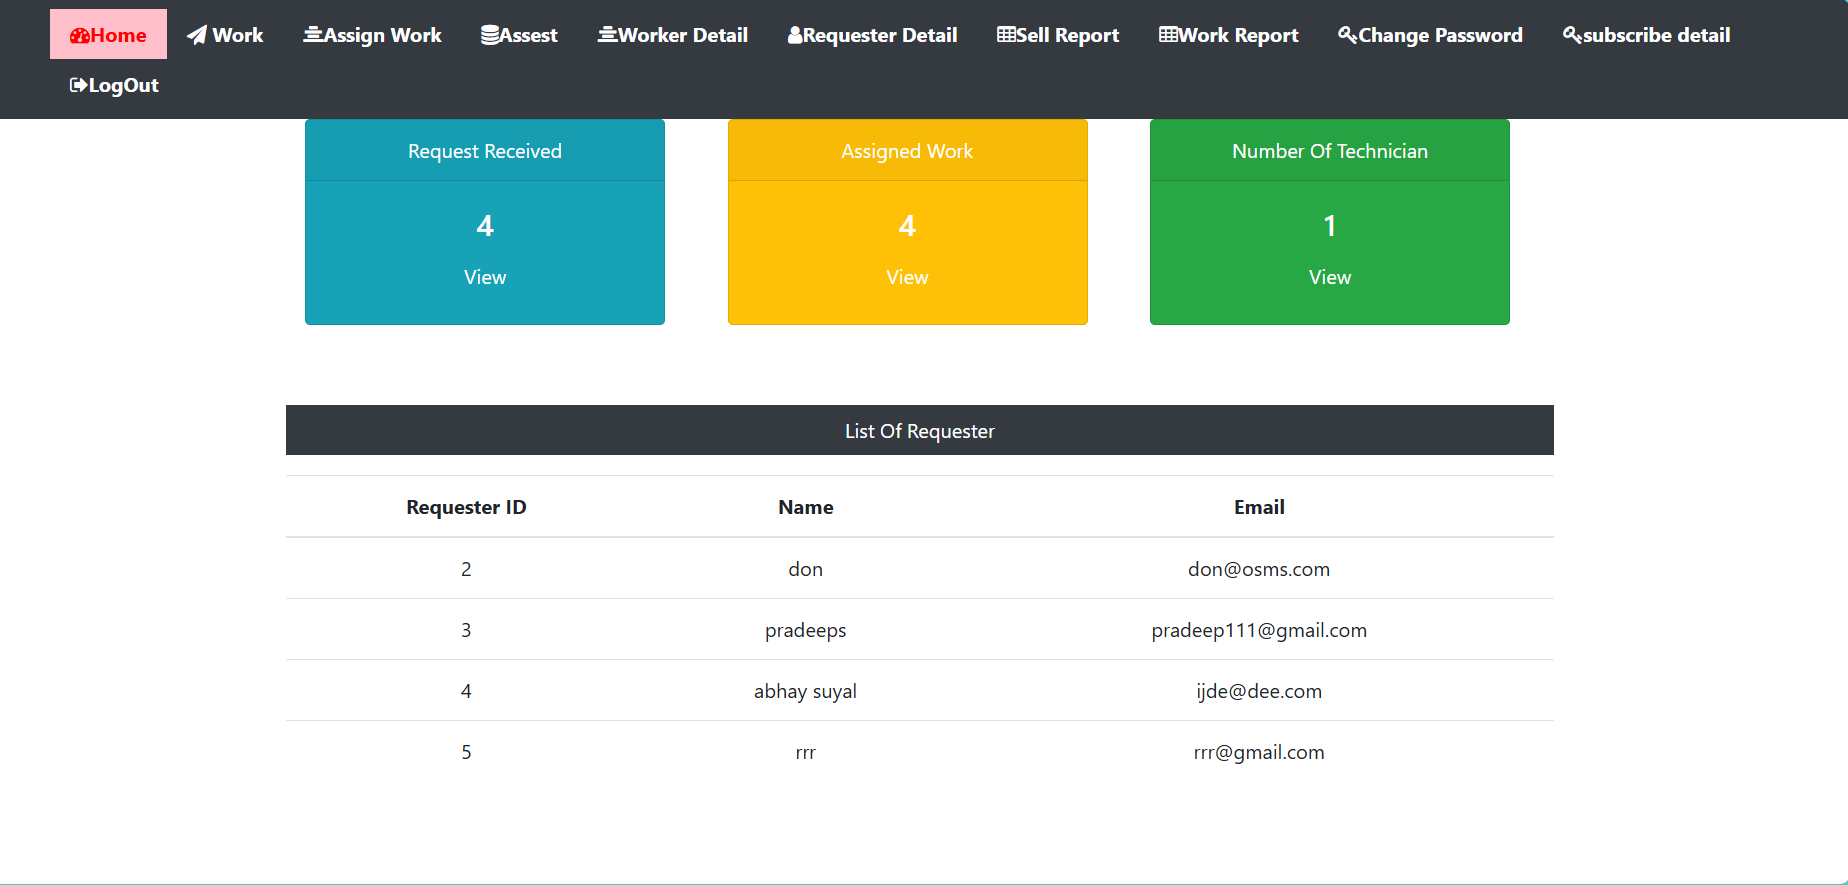 Home Work Assign Work Assest Worker Detail Requester Detail Sell Report Work Report Change Password subscribe detail
LogOut
Request Received Assigned Work Number Of Technician
4 4 1
View View View
List Of Requester
Requester ID Name Email
2 don don@osms.com
3 pradeeps pradeep111@gmail.com
4 abhay suyal ijde@dee.com
5 rrr rrr@gmail.com